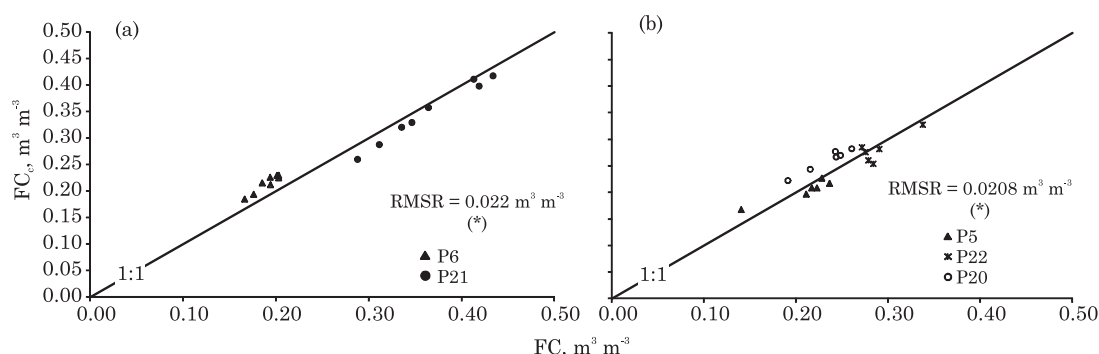 (a)
0.50
0.45
0.40
0.35
0.30
0.25
0.20
0.15
0.10
0.05
0.00
FCc, m³ m-³
RMSR = 0.022 m³ m-³
(*)
P6
P21
1:1
0.00 0.10 0.20 0.30 0.40 0.50
(b)
RMSR = 0.0208 m³ m-³
(*)
P5
P22
P20
1:1
0.00 0.10 0.20 0.30 0.40 0.50
FC, m³ m-³